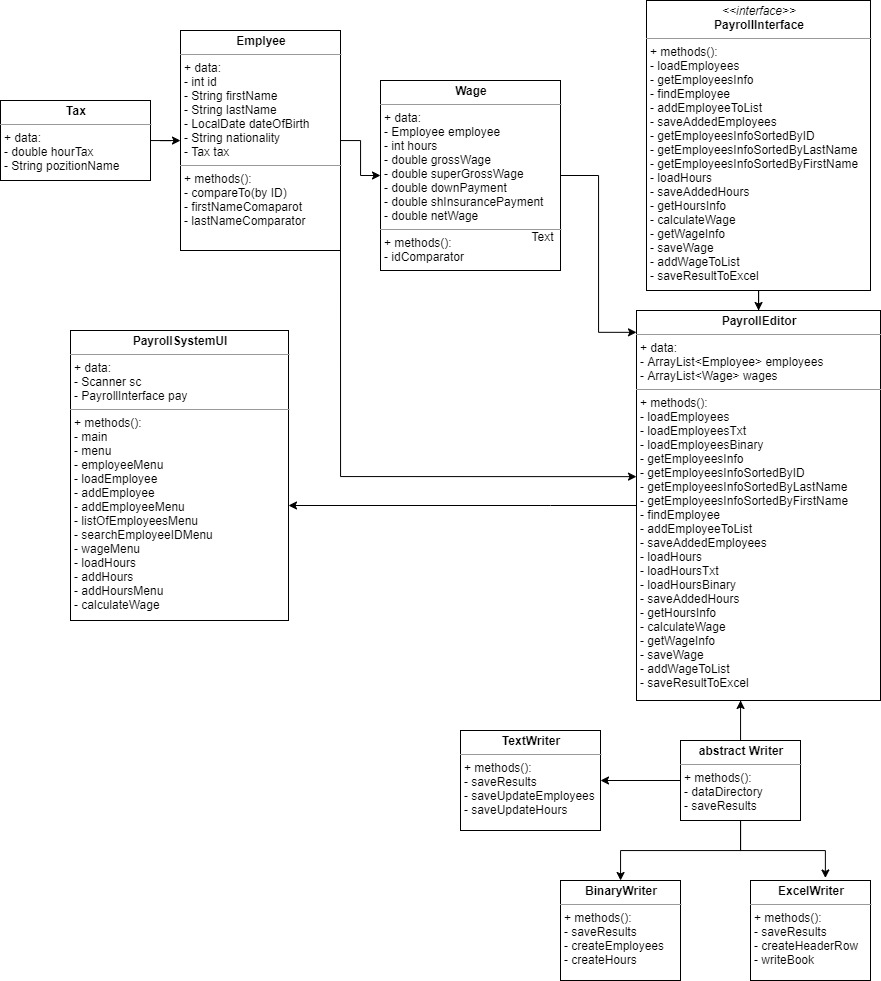 <<interface>>
PayrollInterface
+ methods():
- loadEmployees
- getEmployeesInfo
- findEmployee
- addEmployeeToList
- saveAddedEmployees
- getEmployeesInfoSortedByID
- getEmployeesInfoSortedByLastName
- getEmployeesInfoSortedByFirstName
- loadHours
- saveAddedHours
- getHoursInfo
- calculateWage
- getWageInfo
- saveWage
- addWageToList
- saveResultToExcel
Emplyee
+ data:
- int id
- String firstName
- String lastName
- LocalDate dateOfBirth
- String nationality
- Tax tax
+ methods():
- compareTo(by ID)
- firstNameComaparot
- lastNameComparator
Wage
+ data:
- Employee employee
- int hours
- double grossWage
- double superGrossWage
- double downPayment
- double shInsurancePayment
- double netWage
Text
+ methods():
- idComparator
Tax
+ data:
- double hourTax
- String pozitionName
PayrollEditor
+ data:
- ArrayList<Employee> employees
- ArrayList<Wage> wages
+ methods():
- loadEmployees
- loadEmployeesTxt
- loadEmployeesBinary
- getEmployeesInfo
- getEmployeesInfoSortedByID
- getEmployeesInfoSortedByLastName
- getEmployeesInfoSortedByFirstName
- findEmployee
- addEmployeeToList
- saveAddedEmployees
- loadHours
- loadHoursTxt
- loadHoursBinary
- saveAddedHours
- getHoursInfo
- calculateWage
- getWageInfo
- saveWage
- addWageToList
- saveResultToExcel
PayrollSystemUI
+ data:
- Scanner sc
- PayrollInterface pay
+ methods():
- main
- menu
- employeeMenu
- loadEmployee
- addEmployee
- addEmployeeMenu
- listOfEmployeesMenu
- searchEmployeeIDMenu
- wageMenu
- loadHours
- addHours
- addHoursMenu
- calculateWage
TextWriter
+ methods():
- saveResults
- saveUpdateEmployees
- saveUpdateHours
abstract Writer
+ methods():
- dataDirectory
- saveResults
BinaryWriter
+ methods():
- saveResults
- createEmployees
- createHours
ExcelWriter
+ methods():
- saveResults
- createHeaderRow
- writeBook